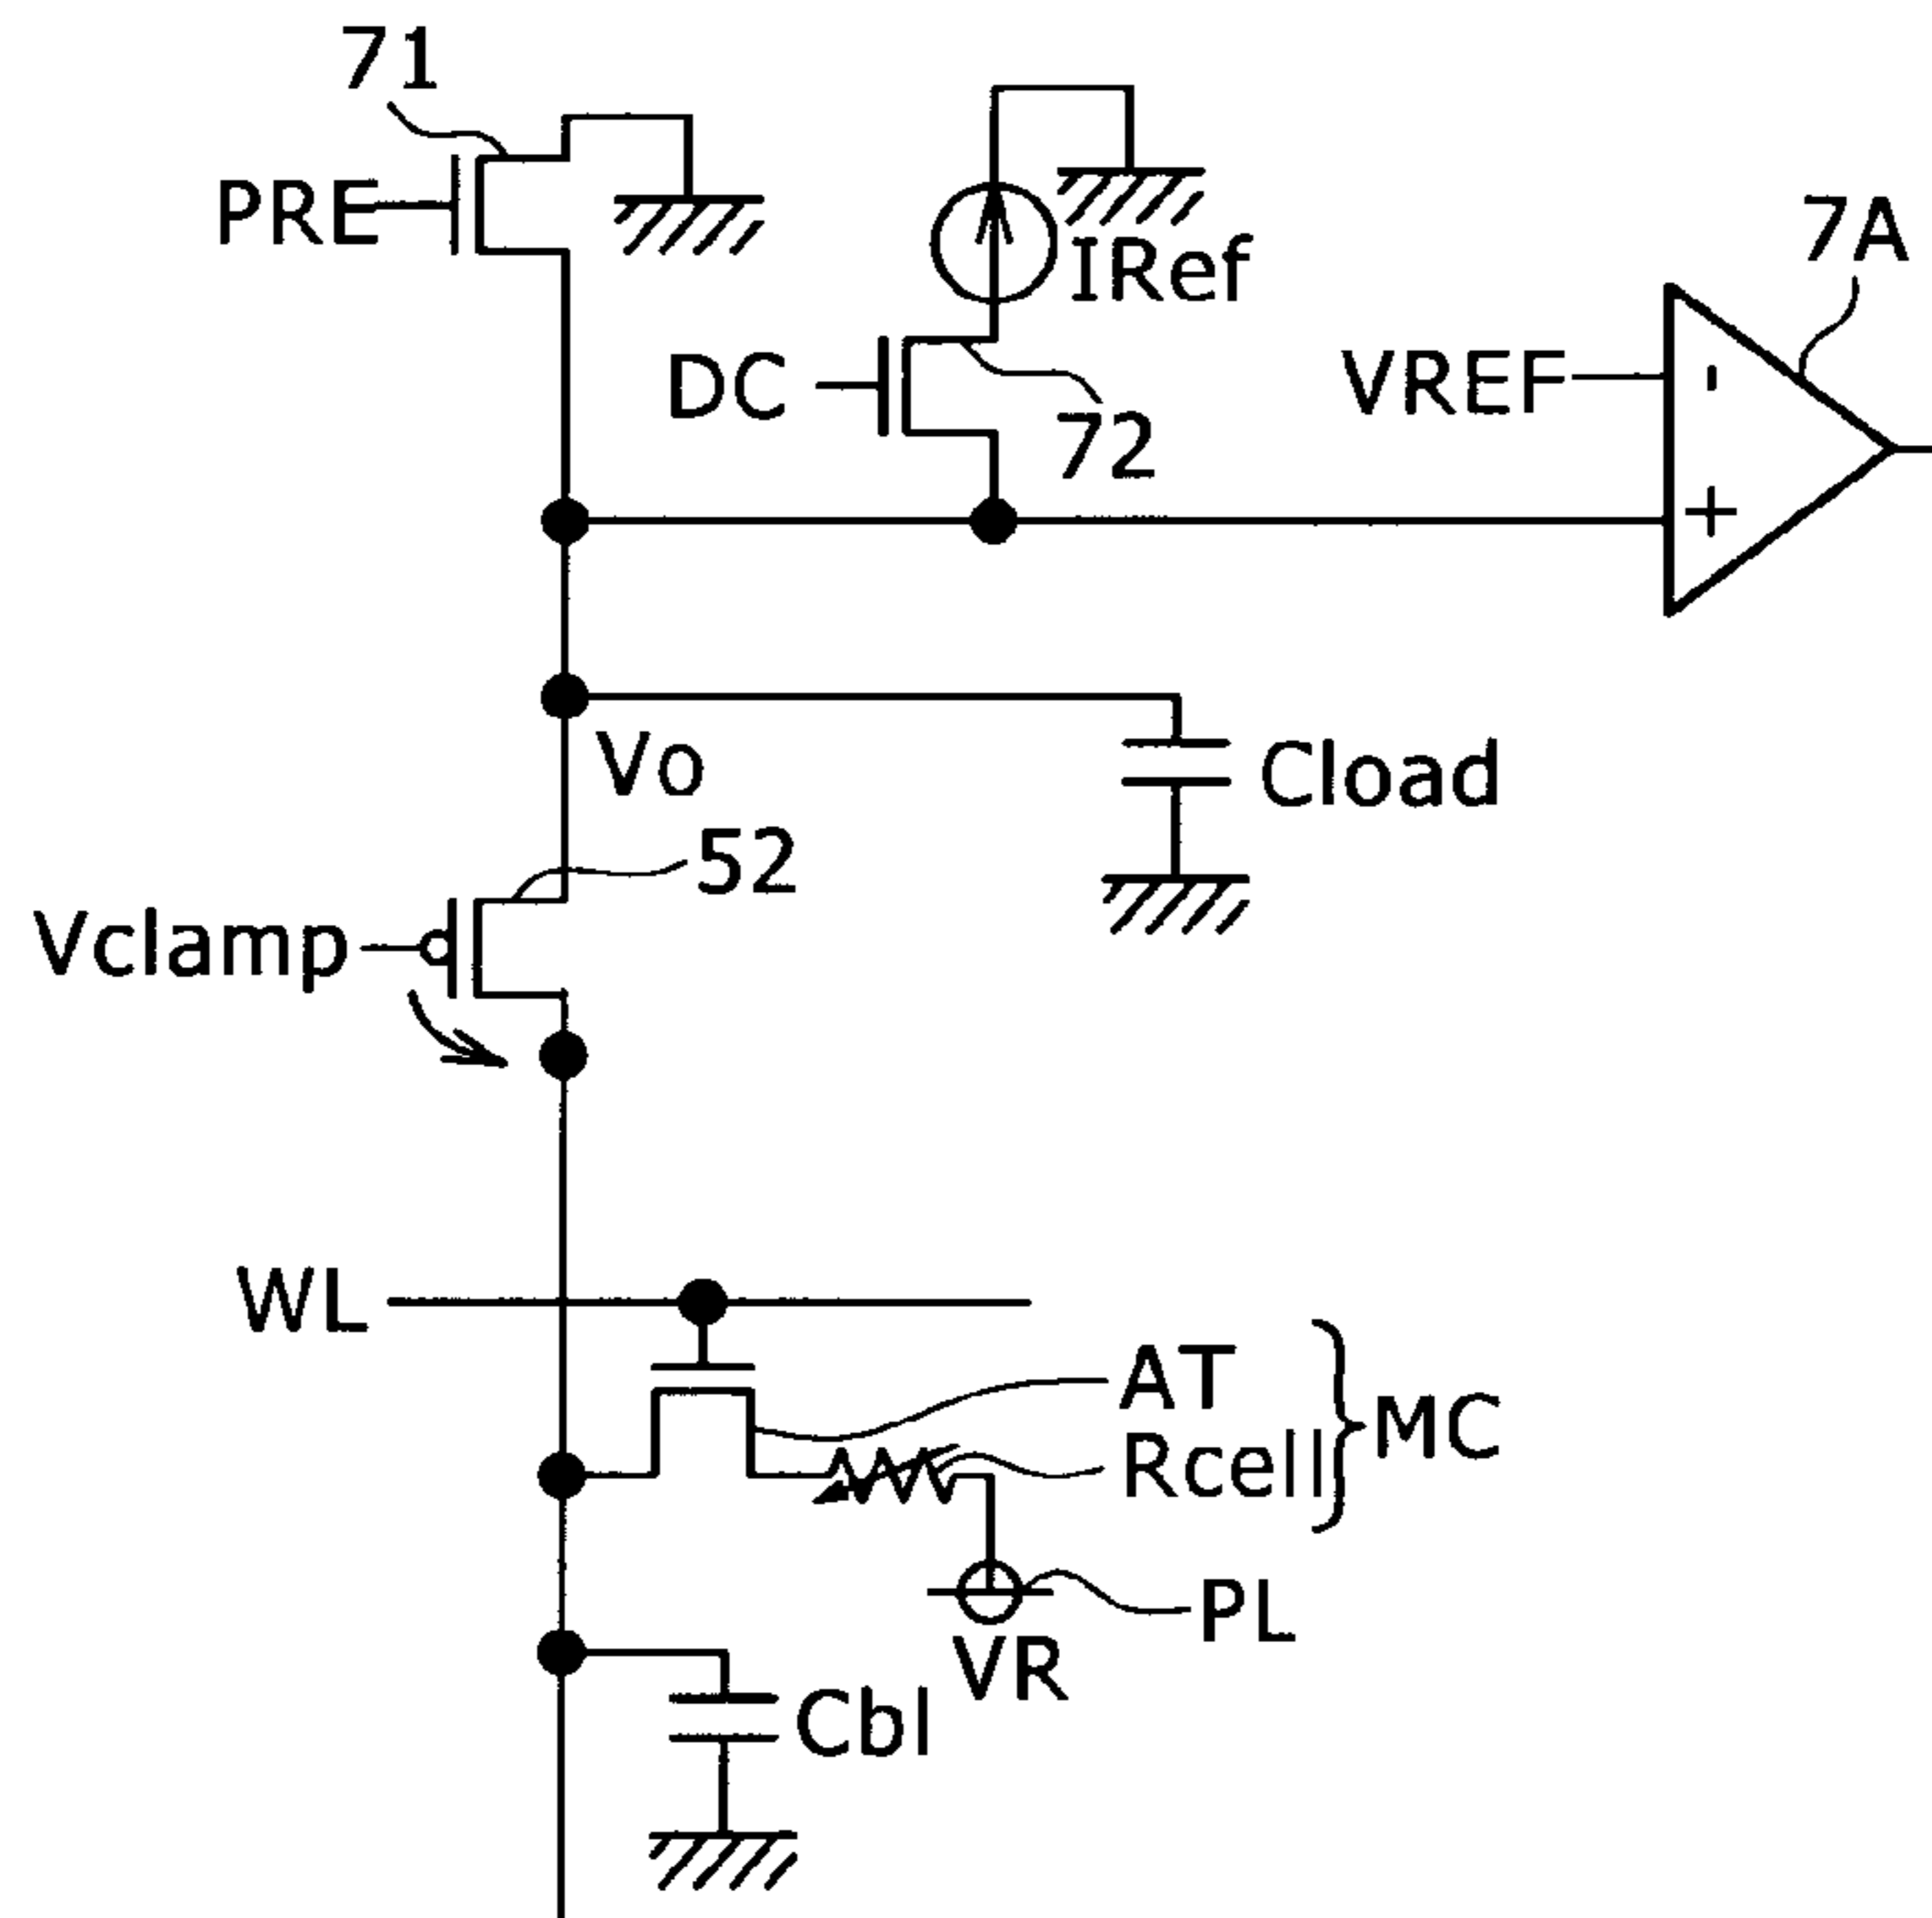 71
PRE
IRef
7A
DC
VREF
72
-
+
Vo
Cload
52
Vclamp
WL
AT
Rcell
MC
PL
VR
Cbl